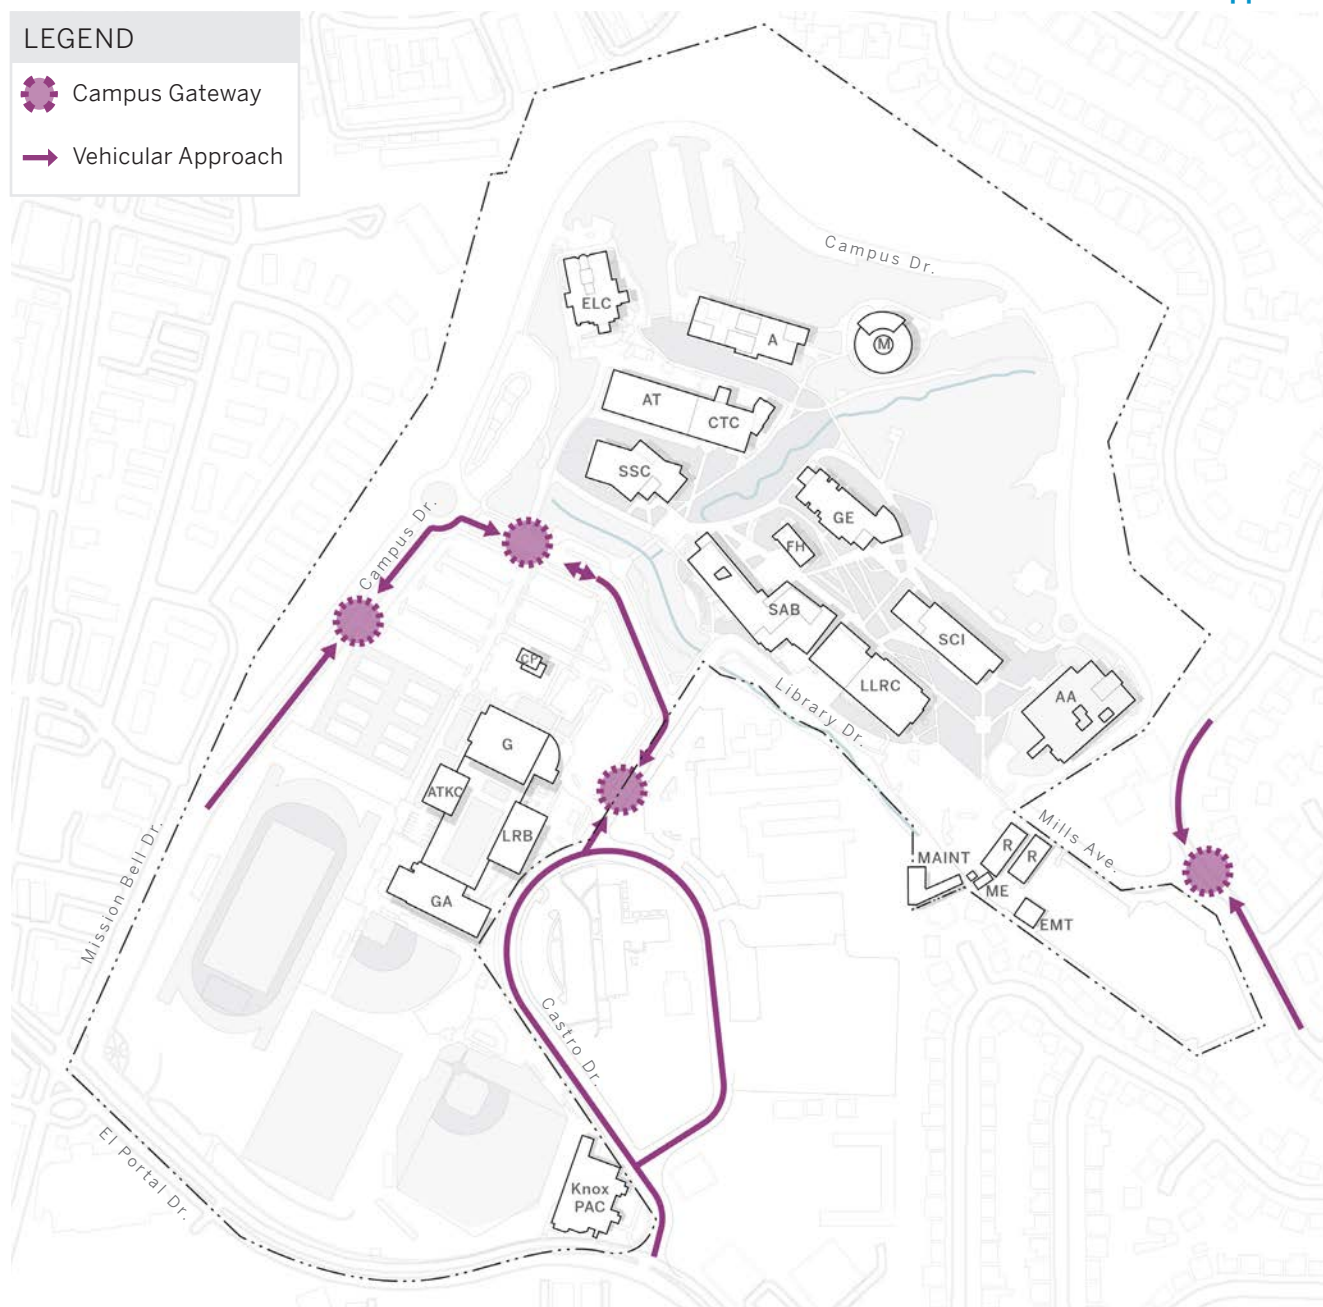 LEGEND
Campus Gateway
Vehicular Approach
Campus Dr.
ELC
A
M
AT
CTC
SSC
GE
Campus Dr.
FH
SAB
SCI
CP
LLRC
AA
Library Dr.
G
ATKC
LRB
Mills Ave.
R
R
MAINT
ME
GA
EMT
Mission Bell Dr.
Castro Dr.
El Portal Dr.
Knox
PAC